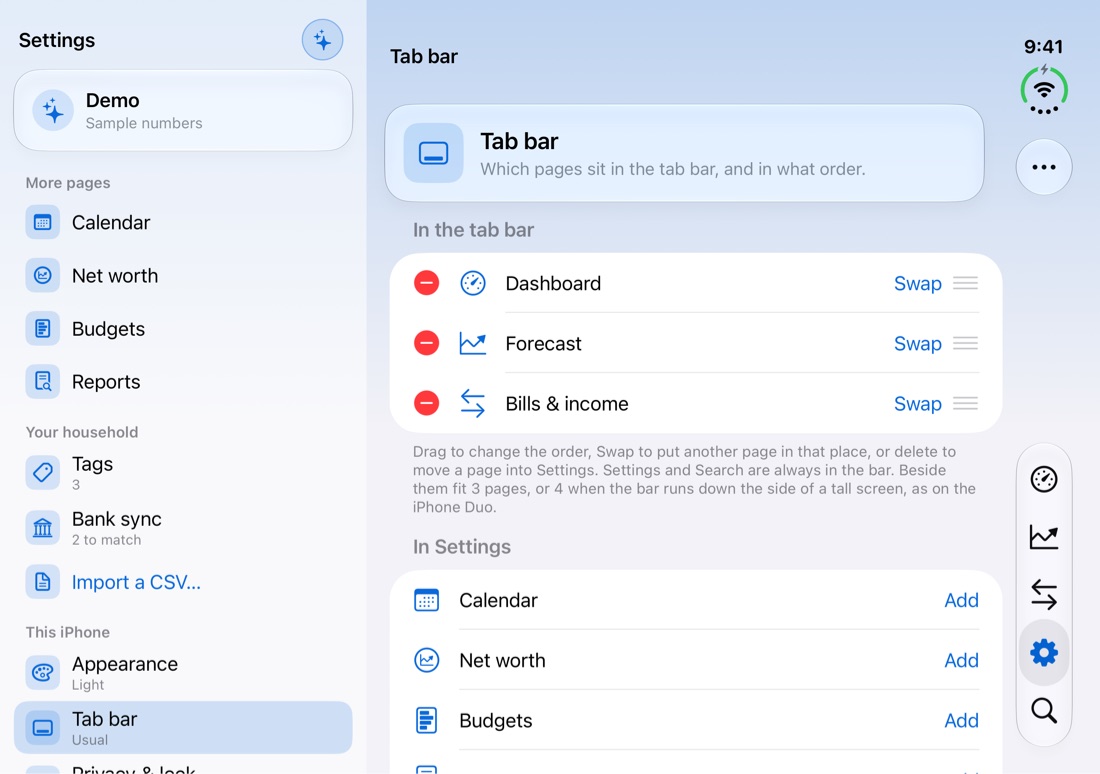 Settings
Demo
Sample numbers
More pages
Calendar
Net worth
Budgets
Reports
Your household
Tags
3
Bank sync
2 to match
Import a CSV...
This iPhone
Appearance
Light
Tab bar
Usual
Privacy & lock
Tab bar
Tab bar
Which pages sit in the tab bar, and in what order.
In the tab bar
Dashboard Swap
Forecast Swap
Bills & income Swap
Drag to change the order, Swap to put another page in that place, or delete to
move a page into Settings. Settings and Search are always in the bar. Beside
them fit 3 pages, or 4 when the bar runs down the side of a tall screen, as on the
iPhone Duo.
In Settings
Calendar Add
Net worth Add
Budgets Add
9:41